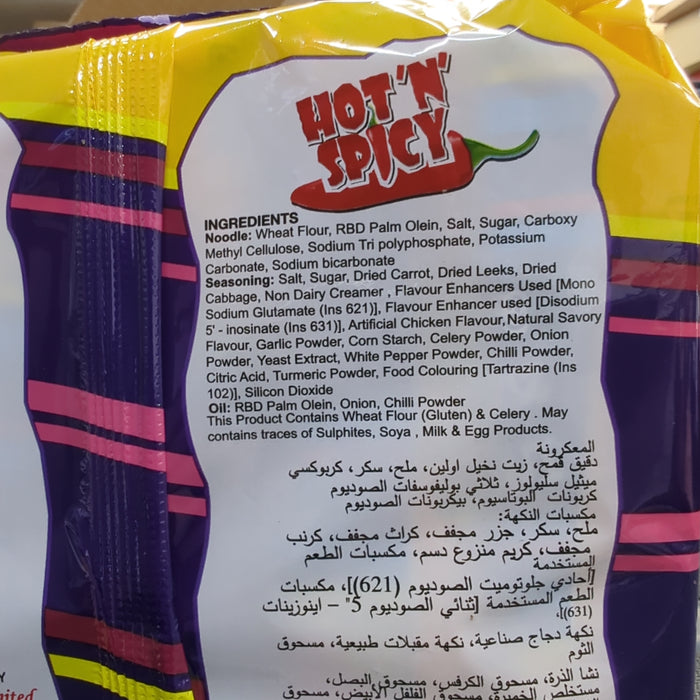 HOT 'N'
SPICY
INGREDIENTS
Noodle: Wheat Flour, RBD Palm Olein, Salt, Sugar, Carboxy
Methyl Cellulose, Sodium Tri polyphosphate, Potassium
Carbonate, Sodium bicarbonate
Seasoning: Salt, Sugar, Dried Carrot, Dried Leeks, Dried
Cabbage, Non Dairy Creamer , Flavour Enhancers Used [Mono
Sodium Glutamate (Ins 621)], Flavour Enhancer used [Disodium
5' - inosinate (Ins 631)], Artificial Chicken Flavour, Natural Savory
Flavour, Garlic Powder, Corn Starch, Celery Powder, Onion
Powder, Yeast Extract, White Pepper Powder, Chilli Powder,
Citric Acid, Turmeric Powder, Food Colouring [Tartrazine (Ins
102)], Silicon Dioxide
Oil: RBD Palm Olein, Onion, Chilli Powder
This Product Contains Wheat Flour (Gluten) & Celery . May
contains traces of Sulphites, Soya , Milk & Egg Products.
المعكرونة
دقيق قمح، زيت نخيل اولين، ملح، سكر ، كربوكسي
ميثيل سليولوز ، ثلاثي بوليفوسفات الصوديوم
كربونات البوتاسيوم، بيكربونات الصوديوم
مكسبات النكهة:
ملح، سكر ، جزر مجفف، كراث مجفف، كرنب
مجفف، كريم منزوع دسم، مكسبات الطعم
المستخدمة
[أحادي جلوتوميت الصوديوم (621)]، مكسبات
الطعم المستخدمة [ثنائي الصوديوم 5" – اينوزينات
(631)]،
نكهة دجاج صناعية، نكهة مقبلات طبيعية، مسحوق
الثوم
نشا الذرة، مسحوق الكرفس، مسحوق البصل،
مستخلص الخميرة، مسحوق الفلفل الأبيض، مسحوق